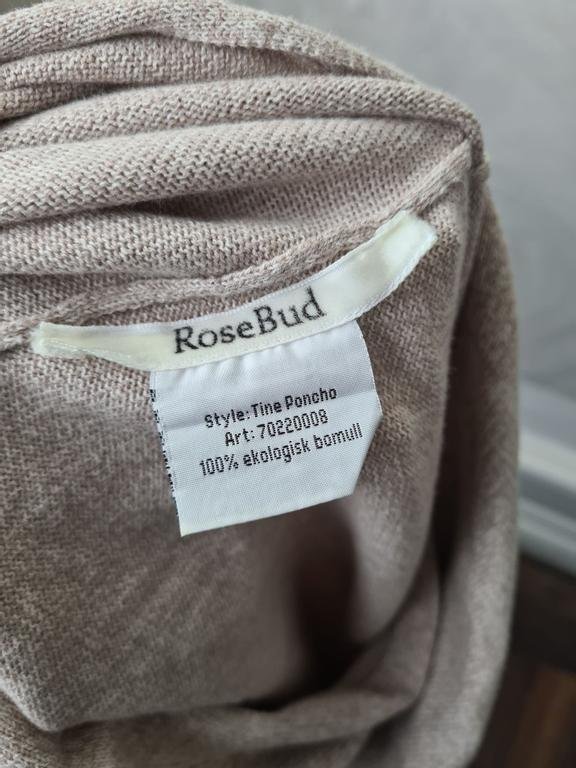 RoseBud
Style: Tine Poncho
Art: 70220008
100% ekologisk bomull